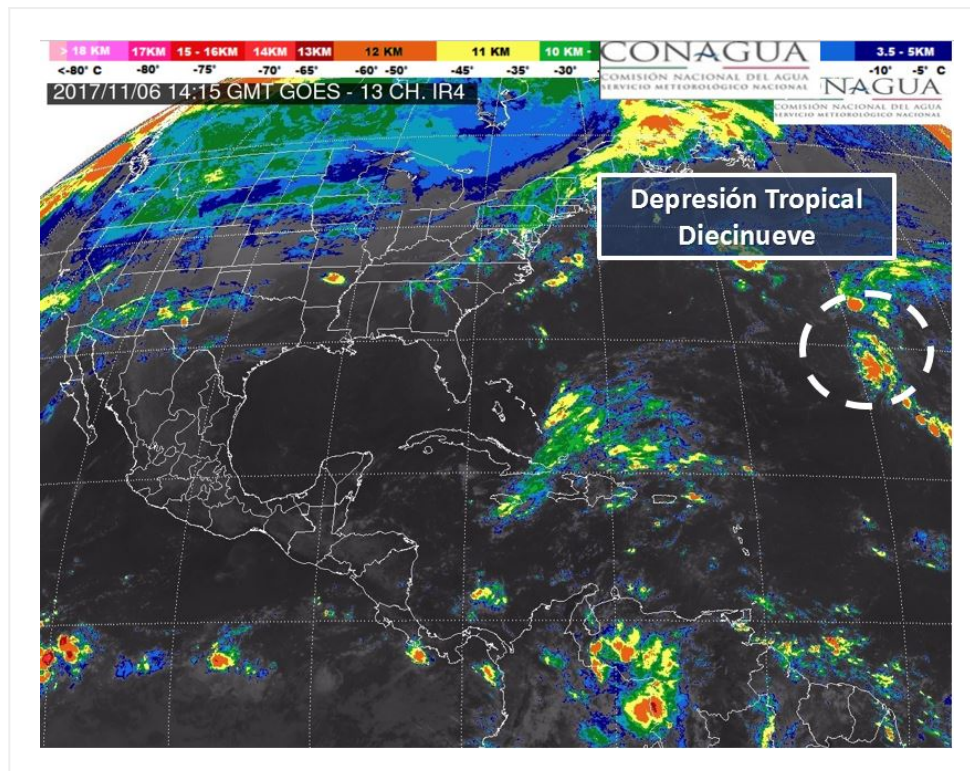 > 18 KM 17KM 15 - 16KM 14KM 13KM 12 KM 11 KM 10 KM - 3.5 - 5KM
<-80° C -80° -75° -70° -65° -60° -50° -45° -35° -30° -10° -5° C
CONAGUA
COMISIÓN NACIONAL DEL AGUA
SERVICIO METEOROLÓGICO NACIONAL
NAGUA
COMISIÓN NACIONAL DEL AGUA
SERVICIO METEOROLÓGICO NACIONAL
2017/11/06 14:15 GMT GOES - 13 CH. IR4
Depresión Tropical
Diecinueve